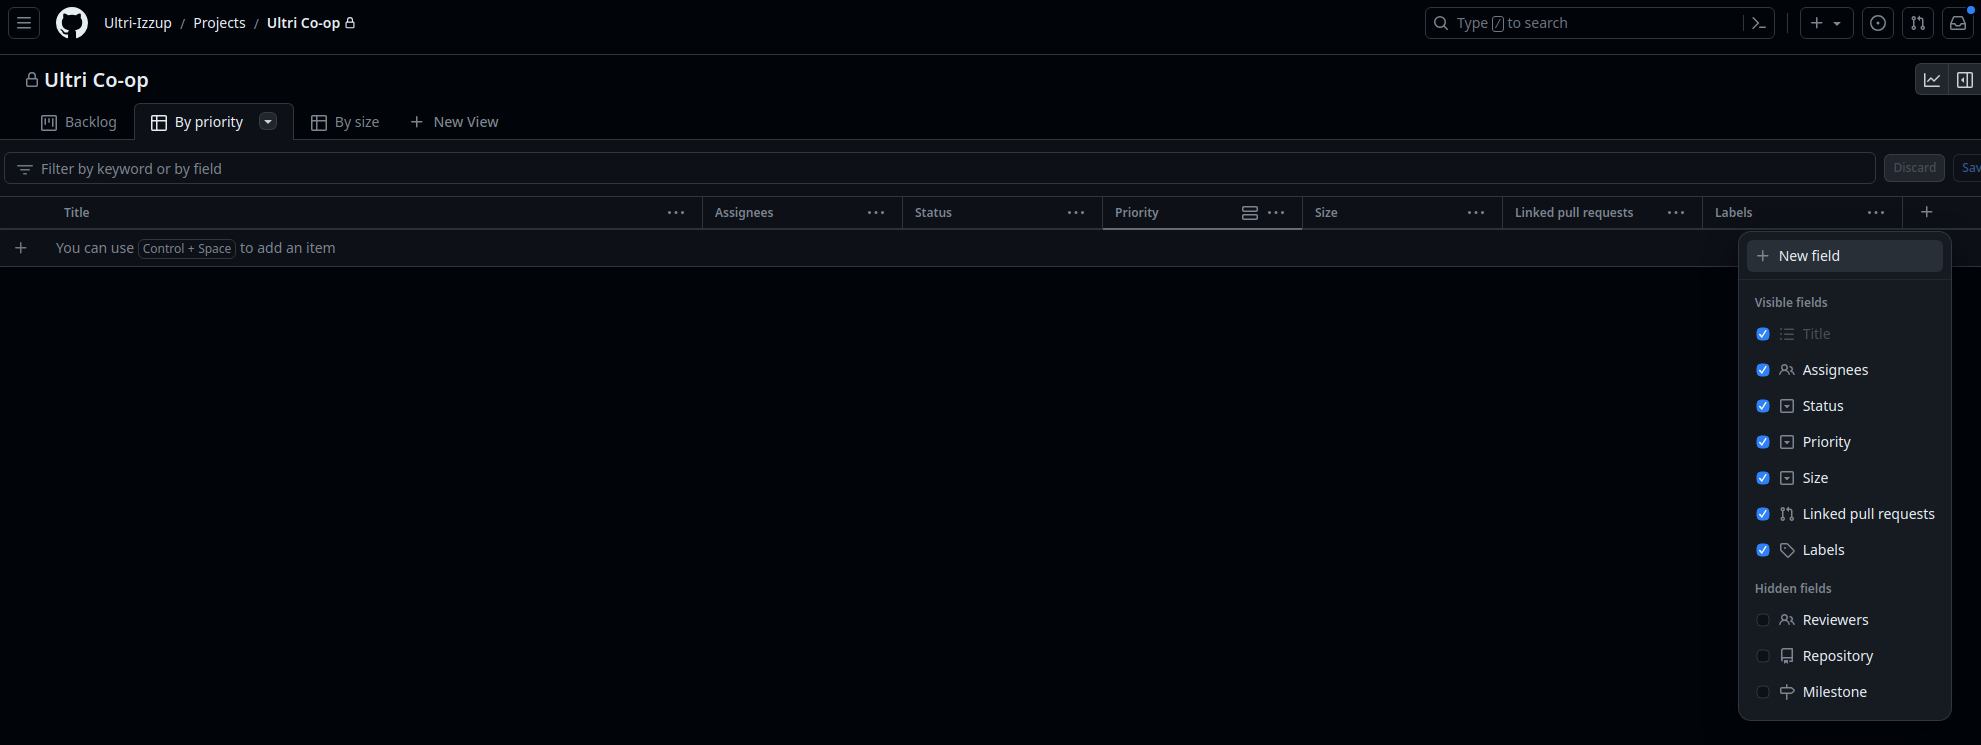 Ultri-Izzup / Projects / Ultri Co-op
Type / to search
Ultri Co-op
Backlog
By priority
By size
New View
Filter by keyword or by field
Discard
Sav
Title
Assignees
Status
Priority
Size
Linked pull requests
Labels
You can use Control + Space to add an item
New field
Visible fields
Title
Assignees
Status
Priority
Size
Linked pull requests
Labels
Hidden fields
Reviewers
Repository
Milestone